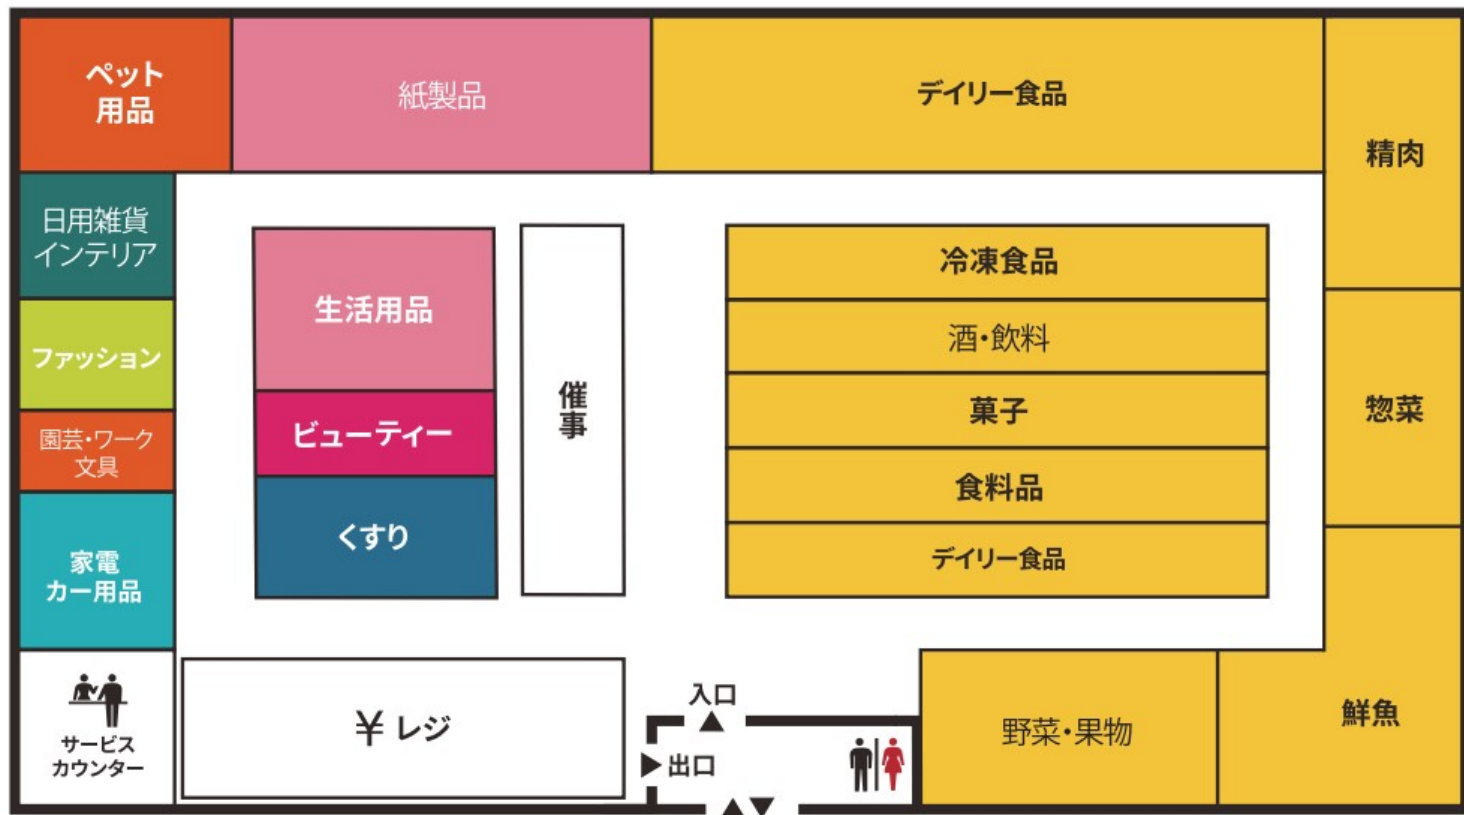 ペット
用品
紙製品
デイリー食品
精肉
日用雑貨
インテリア
生活用品
催
事
冷凍食品
酒・飲料
ファッション
菓子
惣菜
園芸・ワーク
文具
ビューティー
食料品
くすり
デイリー食品
家電
カー用品
サービス
カウンター
¥ レジ
入口
出口
野菜・果物
鮮魚